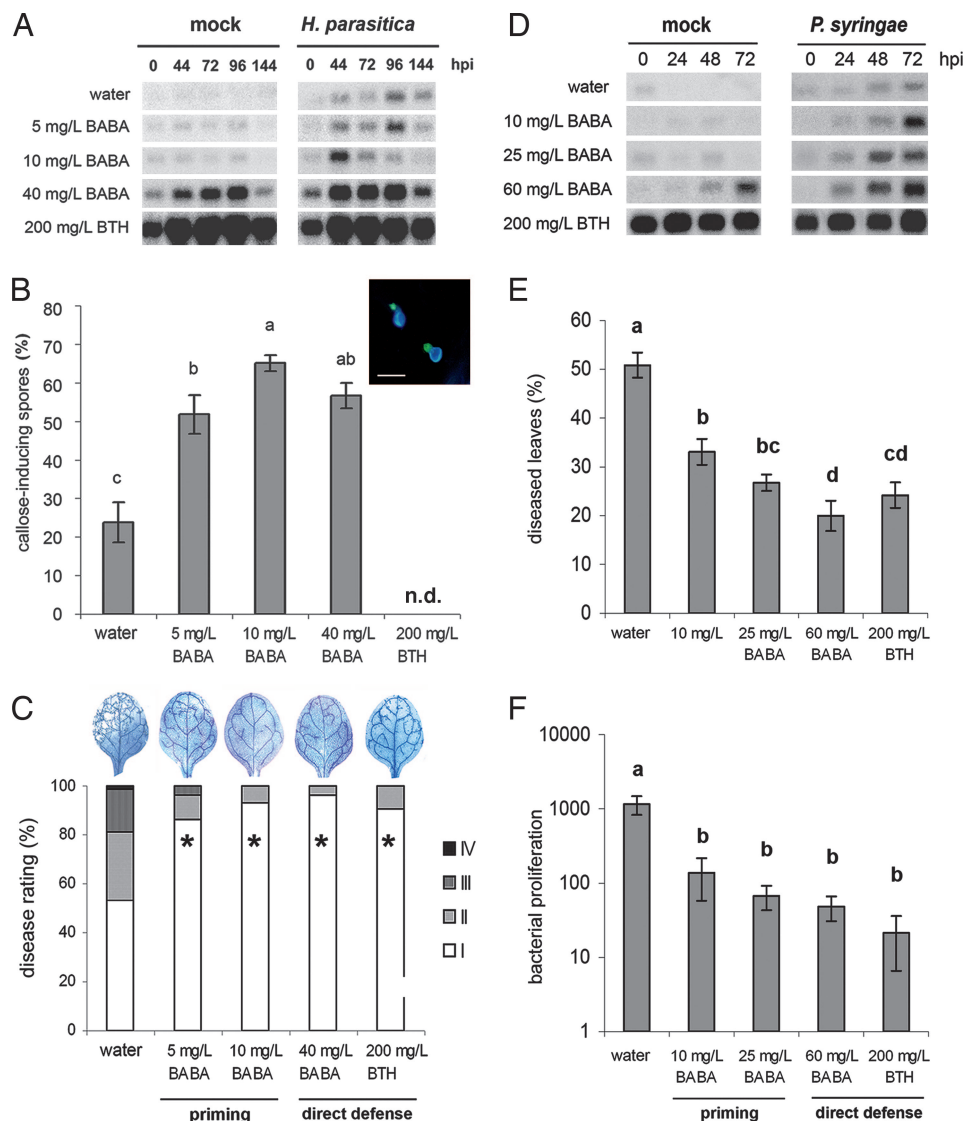 A
mock
H. parasitica
0 44 72 96 144
0 44 72 96 144 hpi
water
5 mg/L BABA
10 mg/L BABA
40 mg/L BABA
200 mg/L BTH
D
mock
P. syringae
0 24 48 72
0 24 48 72 hpi
water
10 mg/L BABA
25 mg/L BABA
60 mg/L BABA
200 mg/L BTH
B
callose-inducing spores (%)
80
70
60
50
40
30
20
10
0
c
b
a
ab
n.d.
water
5 mg/L BABA
10 mg/L BABA
40 mg/L BABA
200 mg/L BTH
E
diseased leaves (%)
60
50
40
30
20
10
0
a
b
bc
d
cd
water
10 mg/L
25 mg/L BABA
60 mg/L BABA
200 mg/L BTH
C
disease rating (%)
100
80
60
40
20
0
* * * *
IV
III
II
I
water
5 mg/L BABA
10 mg/L BABA
40 mg/L BABA
200 mg/L BTH
priming
direct defense
F
bacterial proliferation
10000
1000
100
10
1
a
b
b
b
b
water
10 mg/L BABA
25 mg/L BABA
60 mg/L BABA
200 mg/L BTH
priming
direct defense